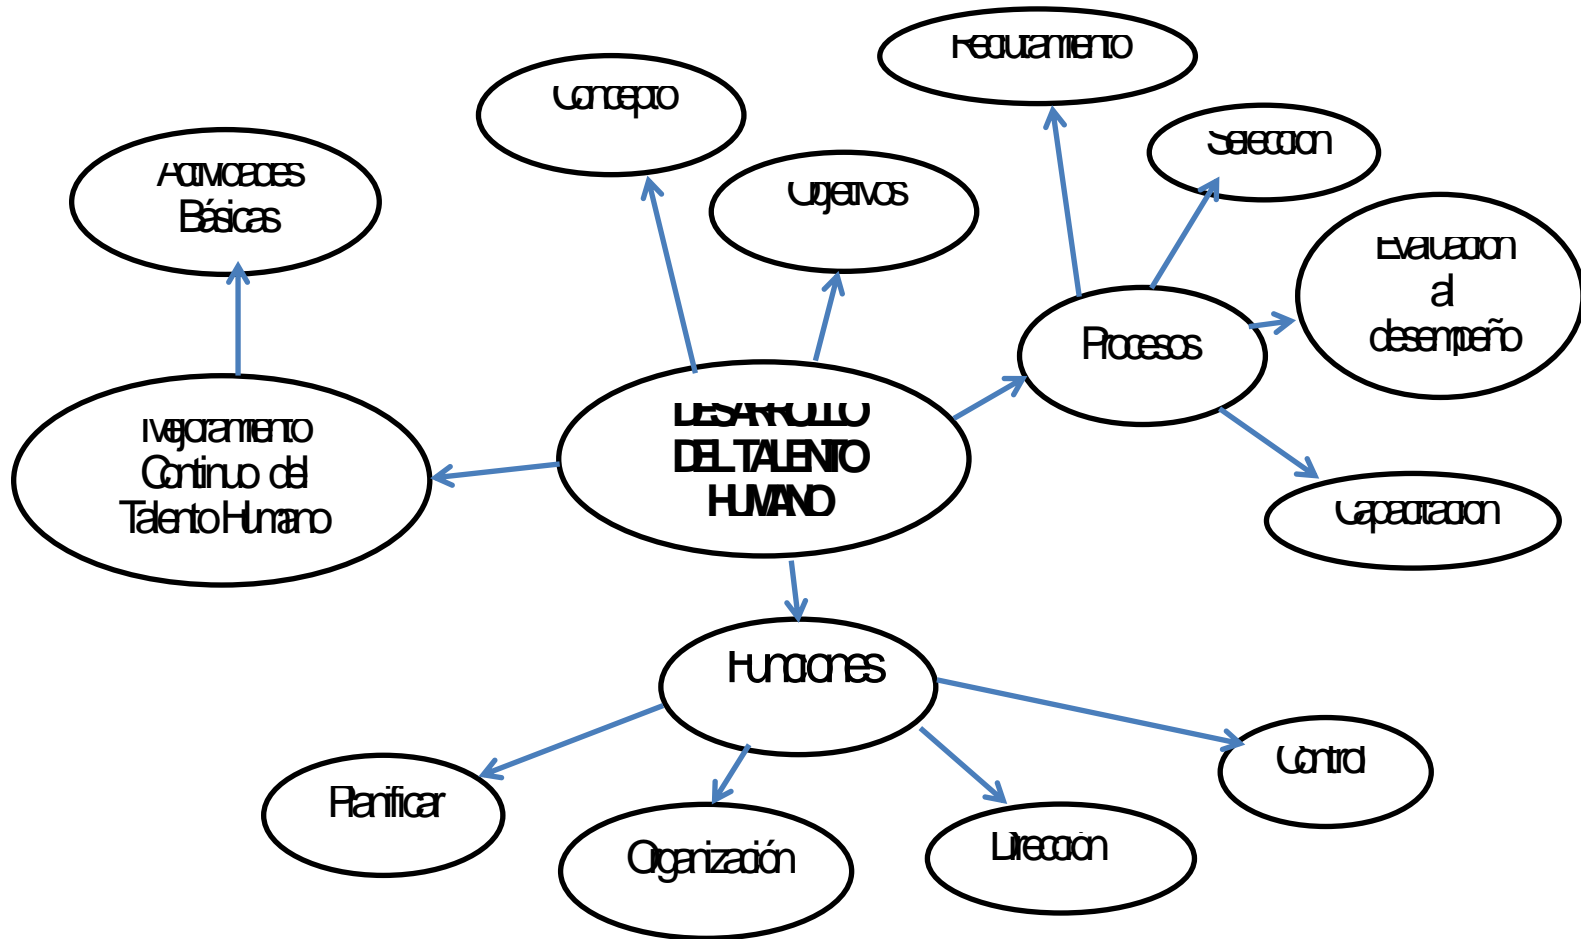 Reclutamiento
Concepto
Selección
Actividades
Básicas
Objetivos
Evaluación
al
desempeño
Procesos
DESARROLLO
DEL TALENTO
HUMANO
Mejoramiento
Continuo del
Talento Humano
Capacitación
Funciones
Control
Planificar
Organización
Dirección